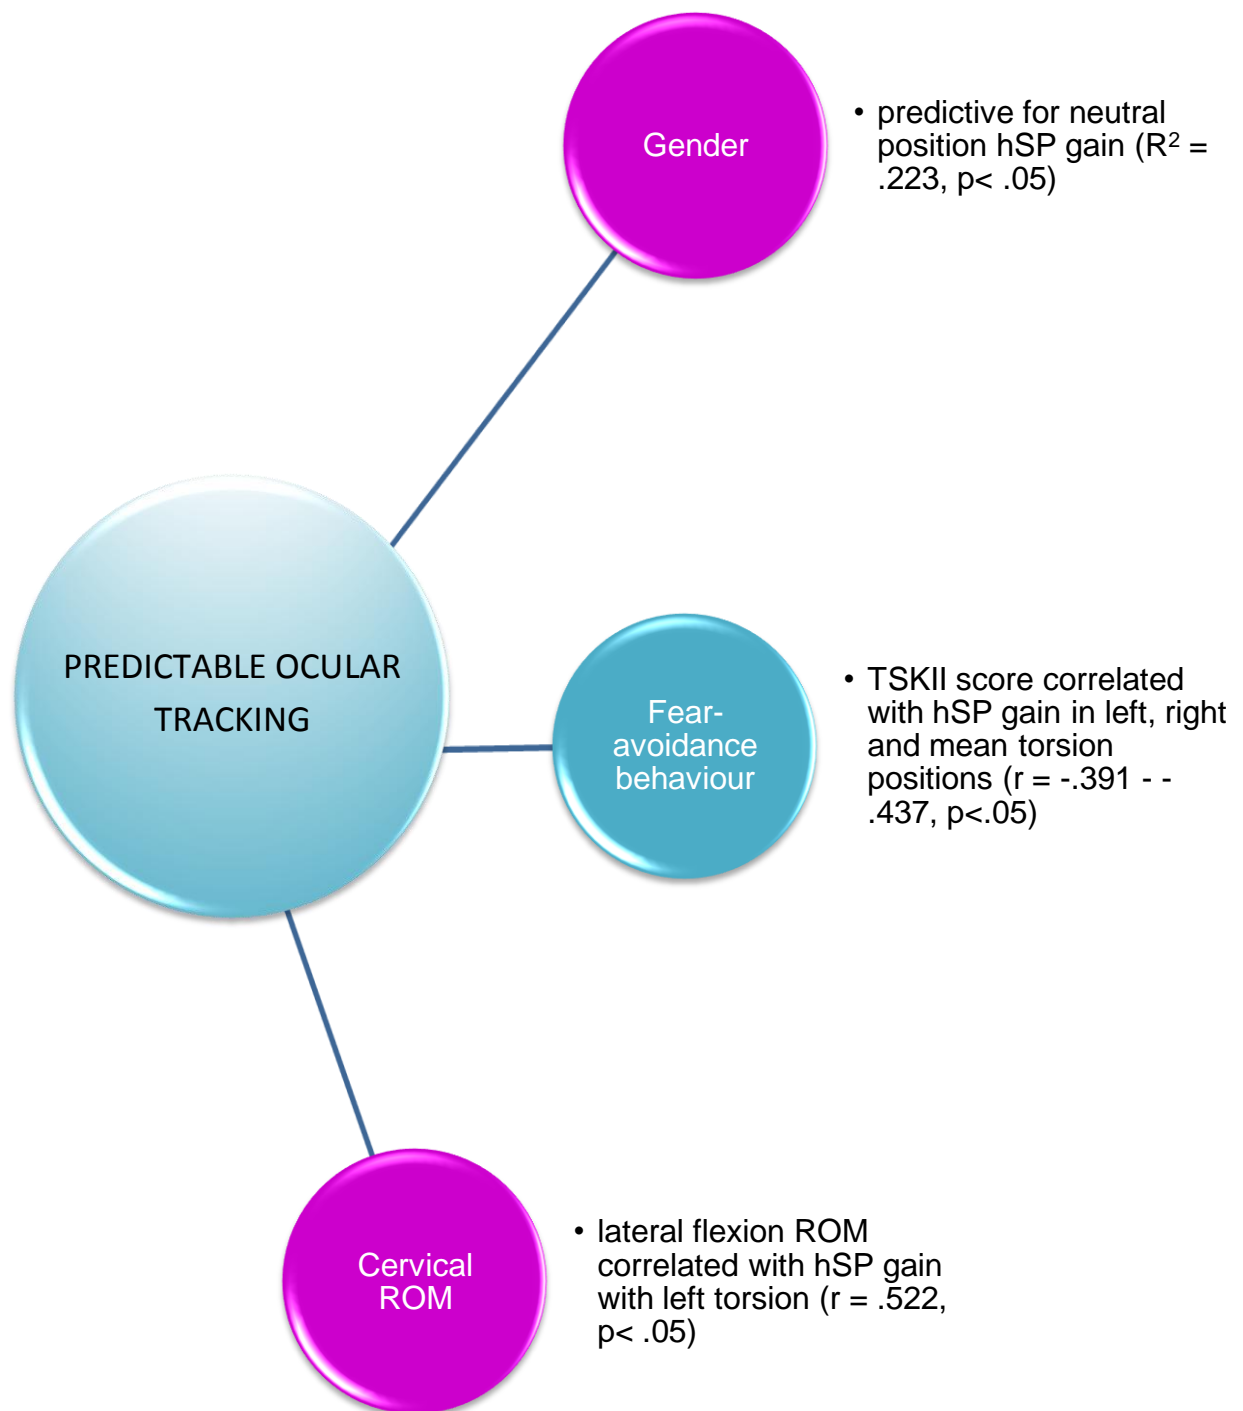 Gender
• predictive for neutral
position hSP gain (R² =
.223, p< .05)
PREDICTABLE OCULAR
TRACKING
Fear-
avoidance
behaviour
• TSKII score correlated
with hSP gain in left, right
and mean torsion
positions (r = -.391 - -
.437, p<.05)
Cervical
ROM
• lateral flexion ROM
correlated with hSP gain
with left torsion (r = .522,
p< .05)